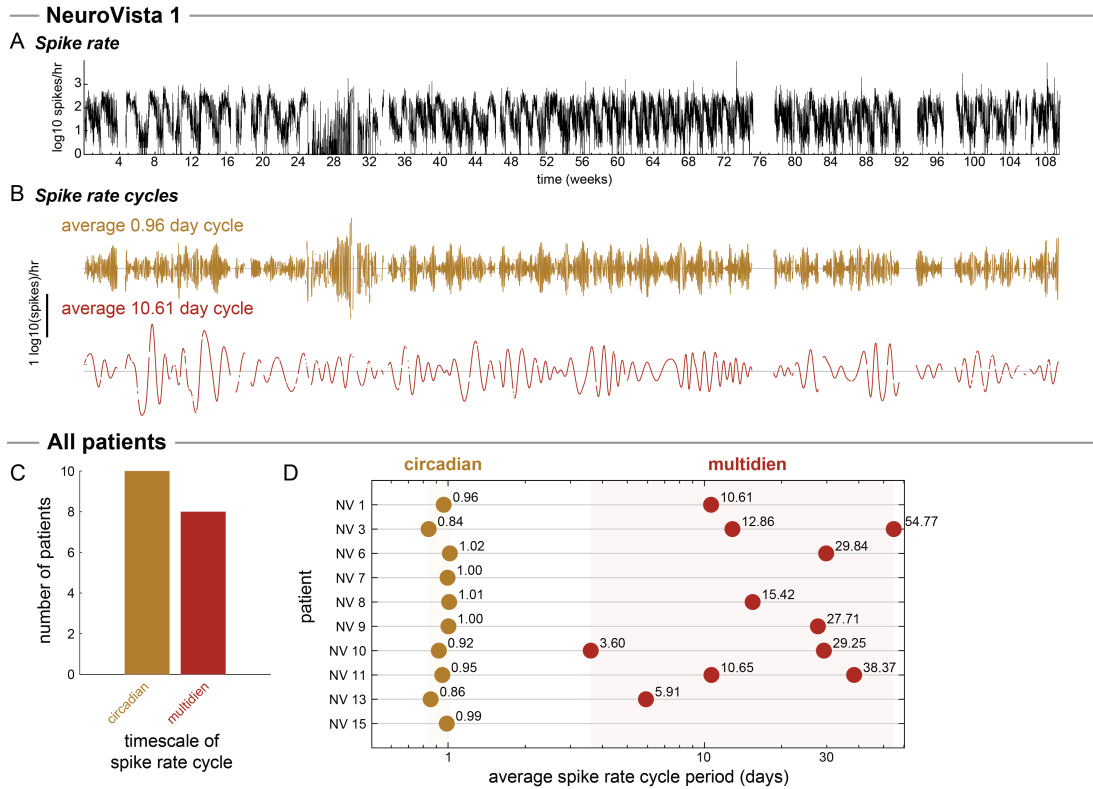 NeuroVista 1
A Spike rate
log10 spikes/hr
3
2
1
0
4 8 12 16 20 24 28 32 36 40 44 48 52 56 60 64 68 72 76 80 84 88 92 96 100 104 108
time (weeks)
B Spike rate cycles
average 0.96 day cycle
1 log10(spikes)/hr
average 10.61 day cycle
All patients
C
number of patients
10
8
6
4
2
0
circadian
multidien
timescale of
spike rate cycle
D
circadian multidien
patient
NV 1 0.96 10.61
NV 3 0.84 12.86 54.77
NV 6 1.02 29.84
NV 7 1.00
NV 8 1.01 15.42
NV 9 1.00 27.71
NV 10 0.92 3.60 29.25
NV 11 0.95 10.65 38.37
NV 13 0.86 5.91
NV 15 0.99
1 10 30
average spike rate cycle period (days)